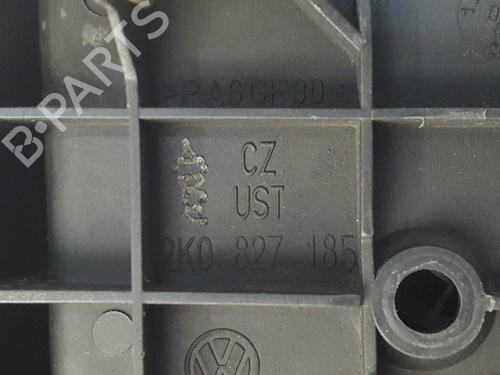 >PA6GF30<
CZ
UST
2K0 827 185
B-PARTS